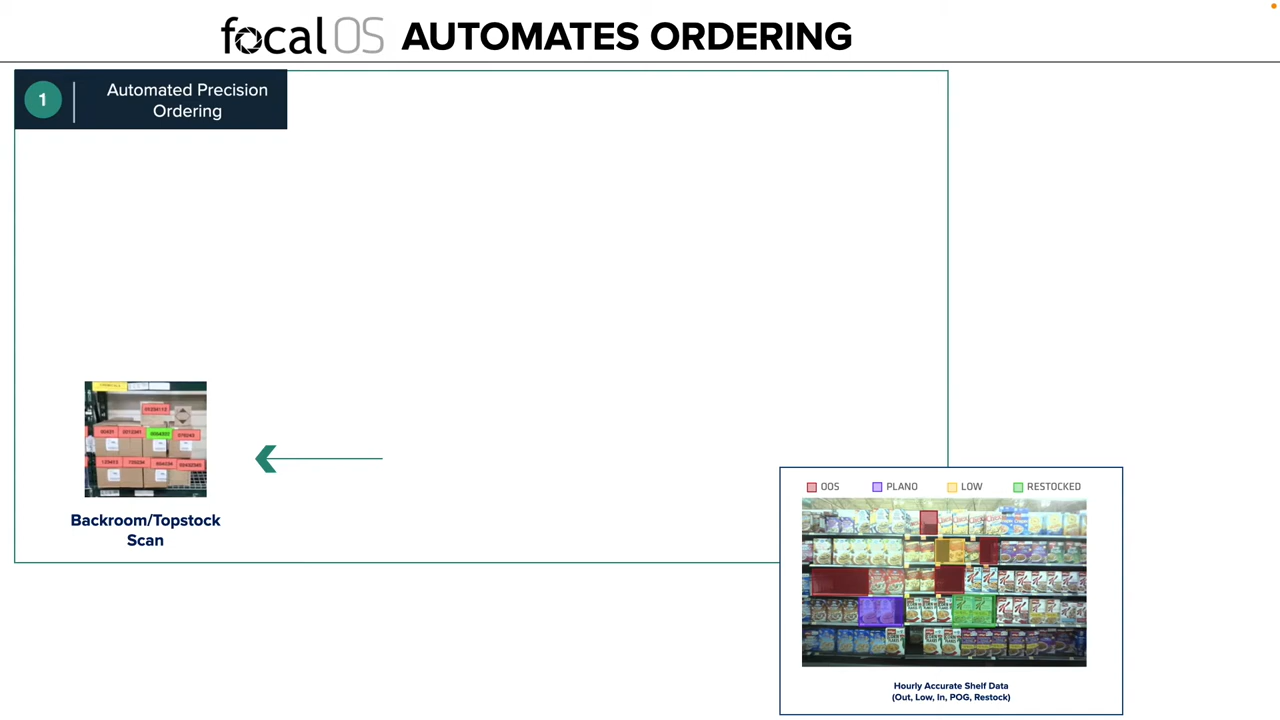 focalOS AUTOMATES ORDERING
1
Automated Precision
Ordering
Backroom/Topstock
Scan
OOS PLANO LOW RESTOCKED
Hourly Accurate Shelf Data
(Out, Low, In, POG, Restock)